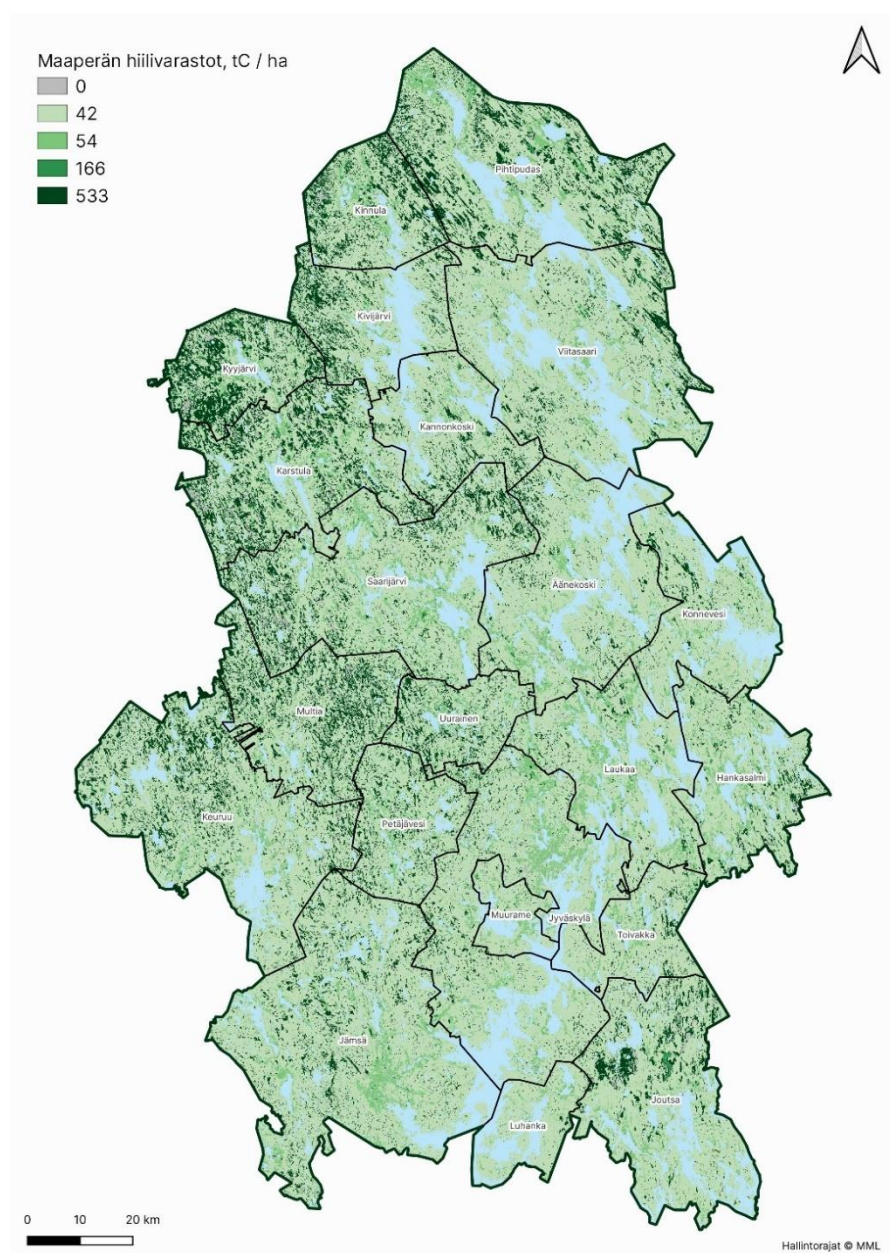 Maaperän hiilivarastot, tC / ha
0
42
54
166
533
Pihtipudas
Kinnula
Kivijärvi
Viitasaari
Kyyjärvi
Kannonkoski
Karstula
Saarijärvi
Äänekoski
Konnevesi
Multia
Uurainen
Laukaa
Hankasalmi
Keuruu
Petäjävesi
Muurame
Jyväskylä
Toivakka
Jämsä
Joutsa
Luhanka
0 10 20 km
Hallintorajat © MML